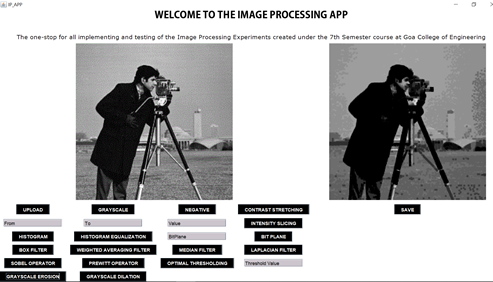 IP_APP
WELCOME TO THE IMAGE PROCESSING APP
The one-stop for all implementing and testing of the Image Processing Experiments created under the 7th Semester course at Goa College of Engineering
UPLOAD GRAYSCALE NEGATIVE CONTRAST STRETCHING SAVE
From To Value INTENSITY SLICING
HISTOGRAM HISTOGRAM EQUALIZATION BitPlane BIT PLANE
BOX FILTER WEIGHTED AVERAGING FILTER MEDIAN FILTER LAPLACIAN FILTER
SOBEL OPERATOR PREWITT OPERATOR OPTIMAL THRESHOLDING Threshold Value
GRAYSCALE EROSION GRAYSCALE DILATION